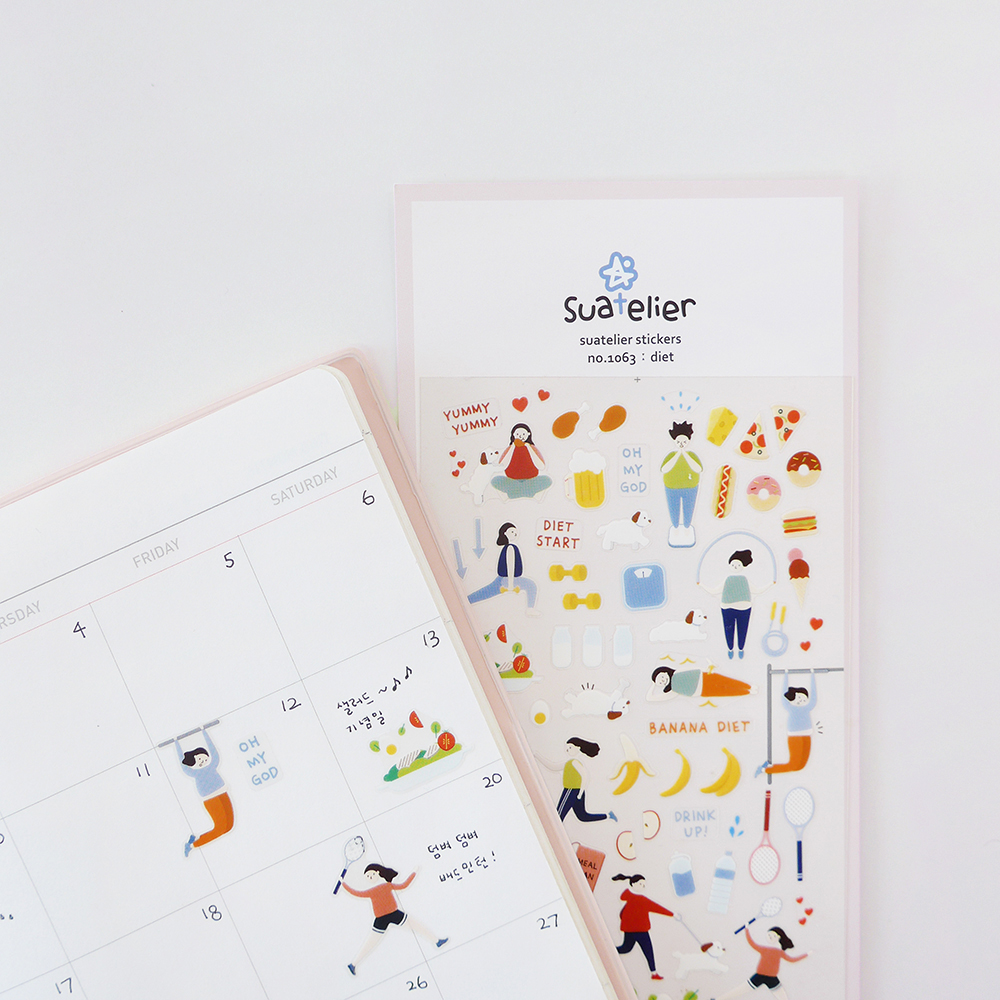 suatelier
suatelier stickers
no.1063 : diet
YUMMY
YUMMY
OH
MY
GOD
DIET
START
BANANA DIET
DRINK
UP!
MEAL
FRIDAY
SATURDAY
4
5
6
11
12
13
샐러드 ~♪♪
기념일
OH
MY
GOD
17
18
20
덤벼 덤벼
배드민턴!
26
27